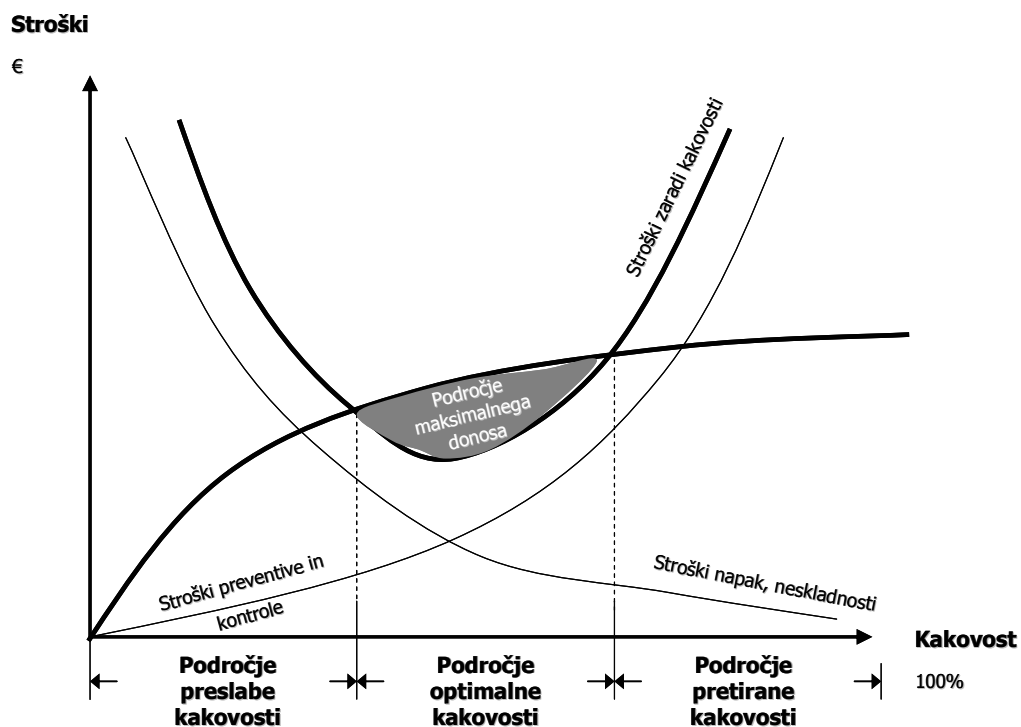 Stroški
€
Stroški zaradi kakovosti
Področje
maksimalnega
donosa
Stroški preventive in
kontrole
Stroški napak, neskladnosti
Kakovost
100%
Področje
preslabe
kakovosti
Področje
optimalne
kakovosti
Področje
pretirane
kakovosti